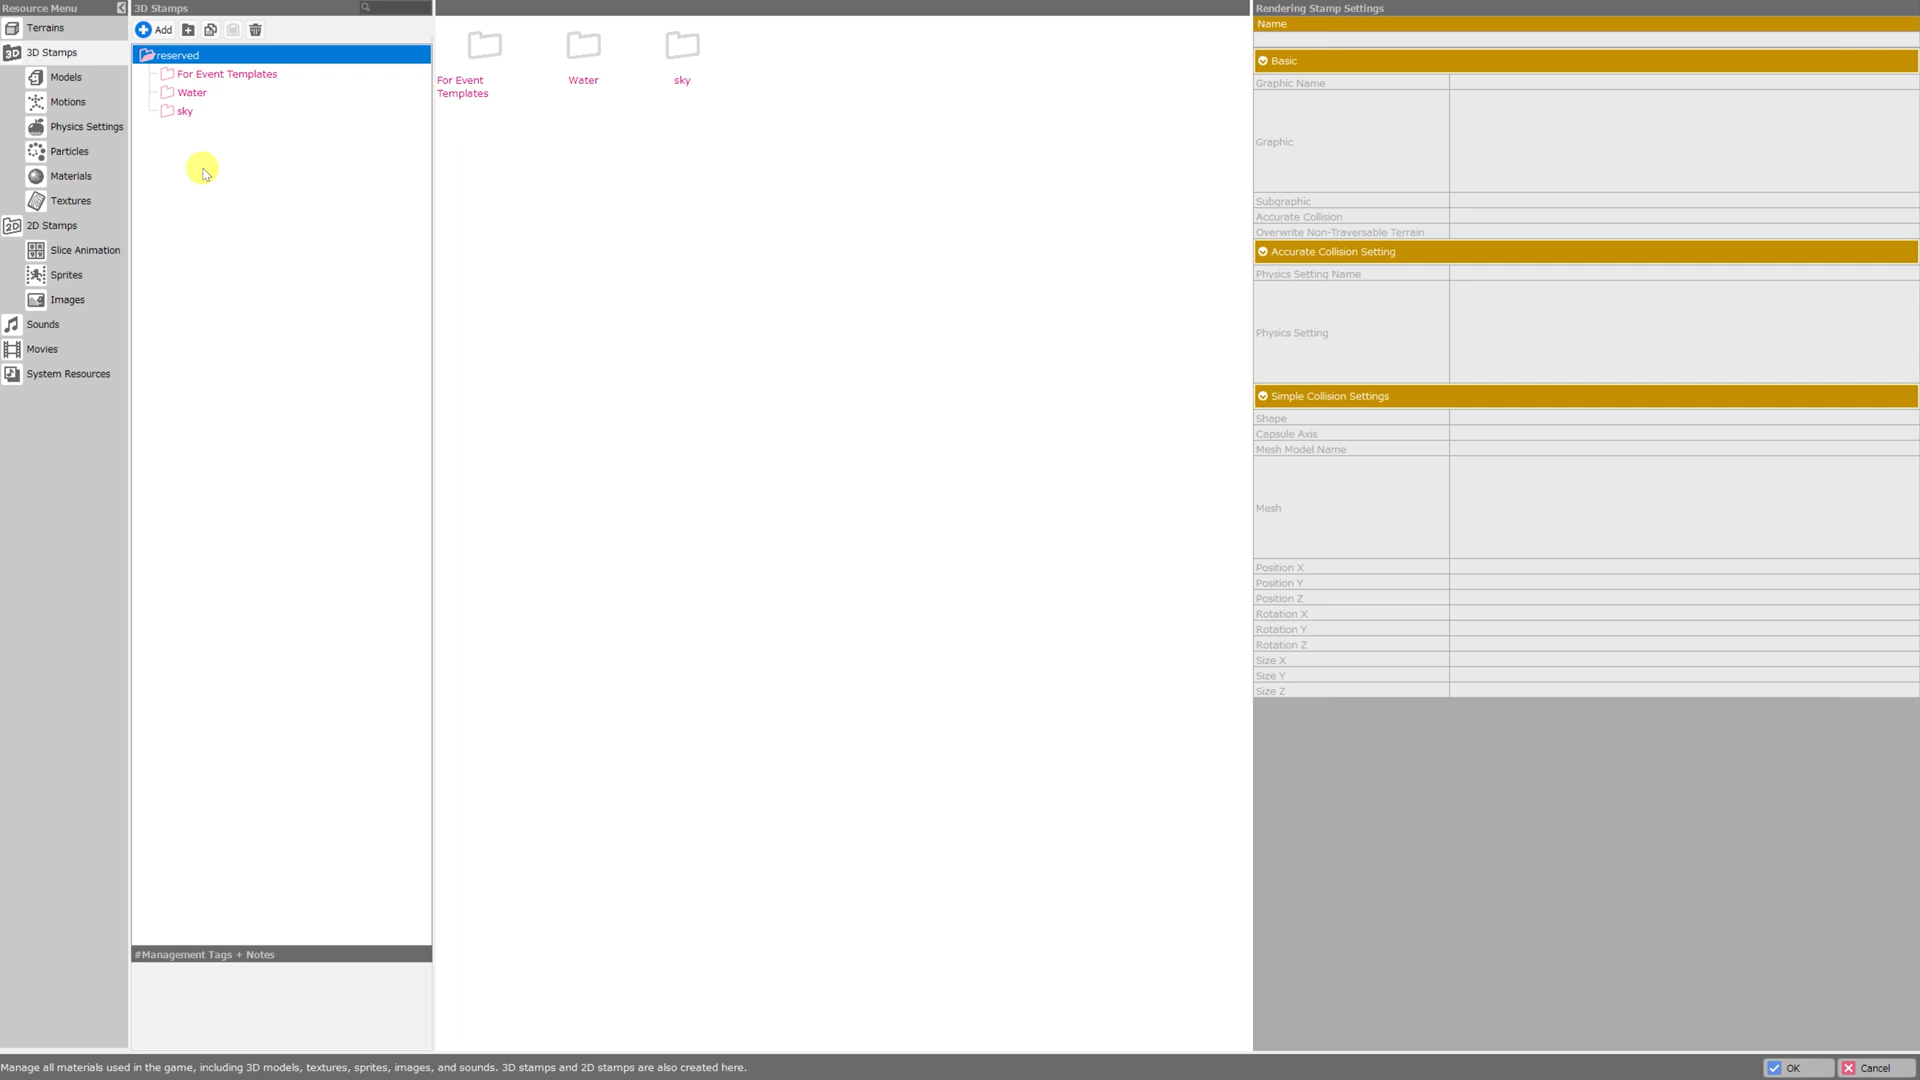 Resource Menu
Terrains
3D Stamps
Models
Motions
Physics Settings
Particles
Materials
Textures
2D Stamps
Slice Animation
Sprites
Images
Sounds
Movies
System Resources
3D Stamps
Add
reserved
For Event Templates
Water
sky
#Management Tags + Notes
For Event
Templates
Water
sky
Rendering Stamp Settings
Name
Basic
Graphic Name
Graphic
Subgraphic
Accurate Collision
Overwrite Non-Traversable Terrain
Accurate Collision Setting
Physics Setting Name
Physics Setting
Simple Collision Settings
Shape
Capsule Axis
Mesh Model Name
Mesh
Position X
Position Y
Position Z
Rotation X
Rotation Y
Rotation Z
Size X
Size Y
Size Z
Manage all materials used in the game, including 3D models, textures, sprites, images, and sounds. 3D stamps and 2D stamps are also created here.
OK
Cancel